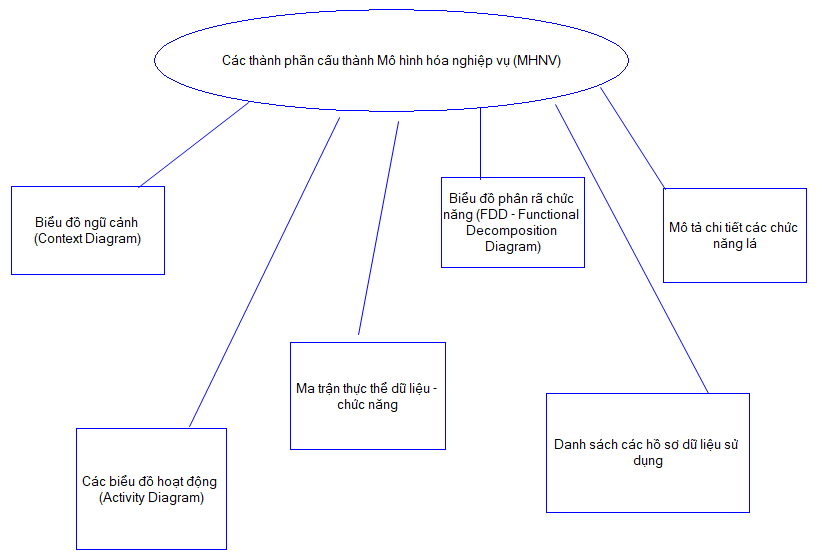 Các thành phần cấu thành Mô hình hóa nghiệp vụ (MHNV)
Biểu đồ ngữ cảnh
(Context Diagram)
Biểu đồ phân rã chức
năng (FDD - Functional
Decomposition
Diagram)
Mô tả chi tiết các chức
năng lá
Ma trận thực thể dữ liệu -
chức năng
Danh sách các hồ sơ dữ liệu sử
dụng
Các biểu đồ hoạt động
(Activity Diagram)